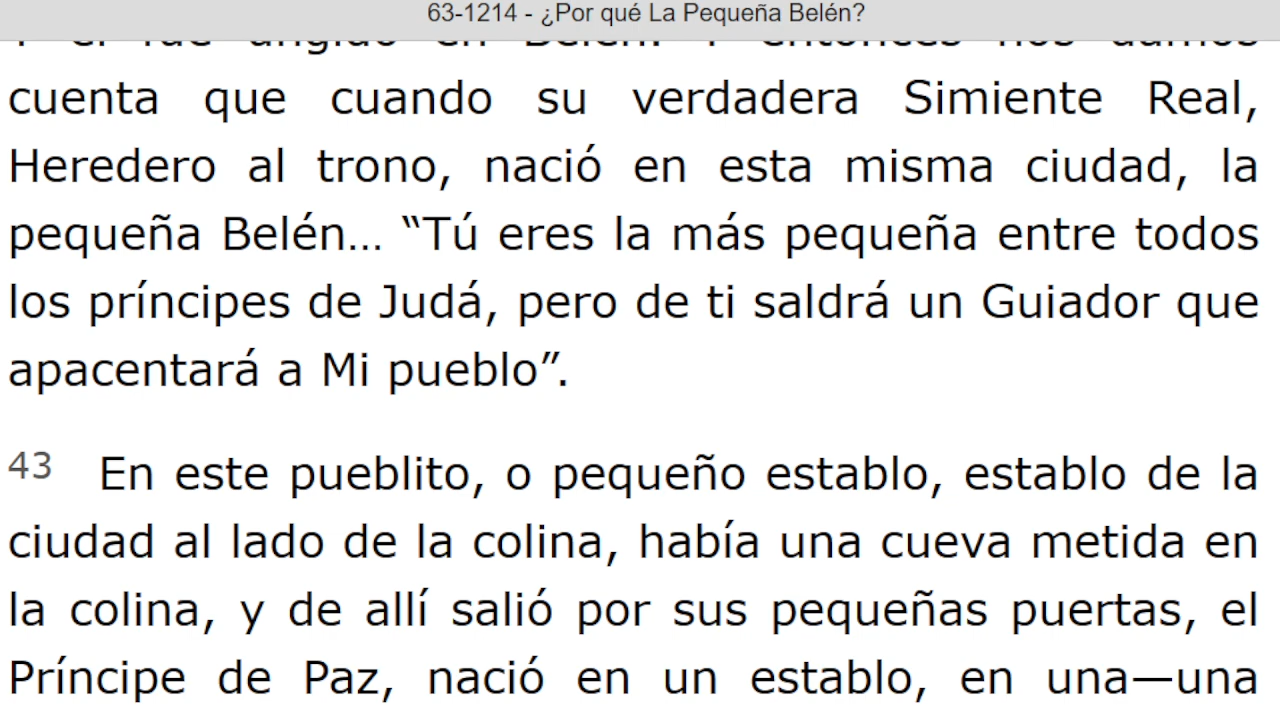 63-1214 - ¿Por qué La Pequeña Belén?
cuenta que cuando su verdadera Simiente Real,
Heredero al trono, nació en esta misma ciudad, la
pequeña Belén... “Tú eres la más pequeña entre todos
los príncipes de Judá, pero de ti saldrá un Guiador que
apacentará a Mi pueblo”.
43 En este pueblito, o pequeño establo, establo de la
ciudad al lado de la colina, había una cueva metida en
la colina, y de allí salió por sus pequeñas puertas, el
Príncipe de Paz, nació en un establo, en una—una